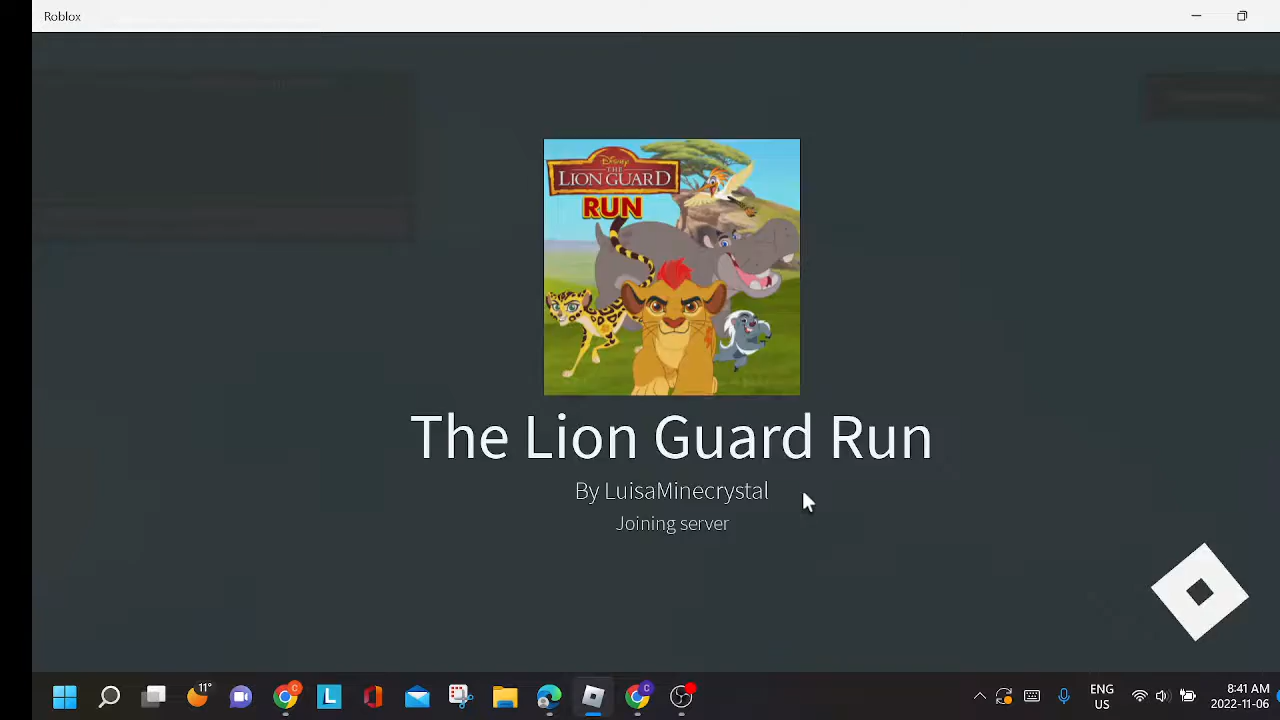 Roblox
Disney
THE
LION GUARD
RUN
The Lion Guard Run
By LuisaMinecrystal
Joining server
11°
C
L
C
ENG
US
8:41 AM
2022-11-06